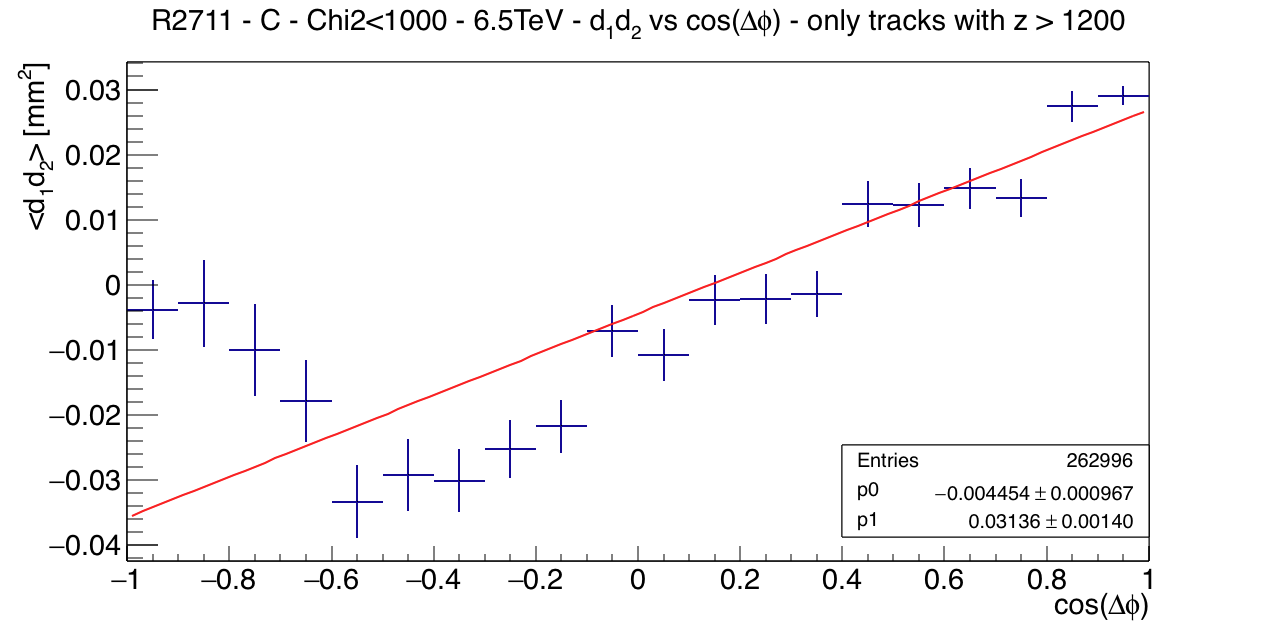 R2711 - C - Chi2<1000 - 6.5TeV - d₁d₂ vs cos(Δϕ) - only tracks with z > 1200
<d₁d₂> [mm²]
0.03
0.02
0.01
0
−0.01
−0.02
−0.03
−0.04
−1 −0.8 −0.6 −0.4 −0.2 0 0.2 0.4 0.6 0.8 1
cos(Δϕ)
Entries 262996
p0 −0.004454 ± 0.000967
p1 0.03136 ± 0.00140